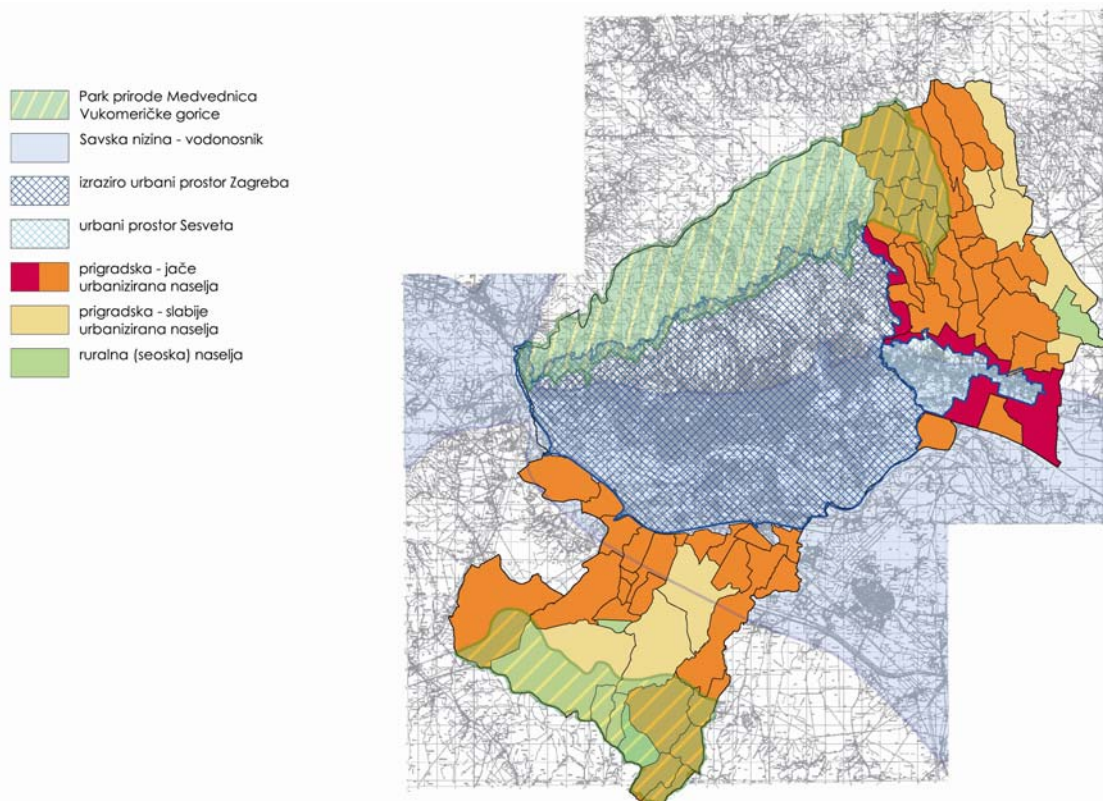 Park prirode Medvednica
Vukomeričke gorice
Savska nizina - vodonosnik
izraziro urbani prostor Zagreba
urbani prostor Sesveta
prigradska - jače
urbanizirana naselja
prigradska - slabije
urbanizirana naselja
ruralna (seoska) naselja